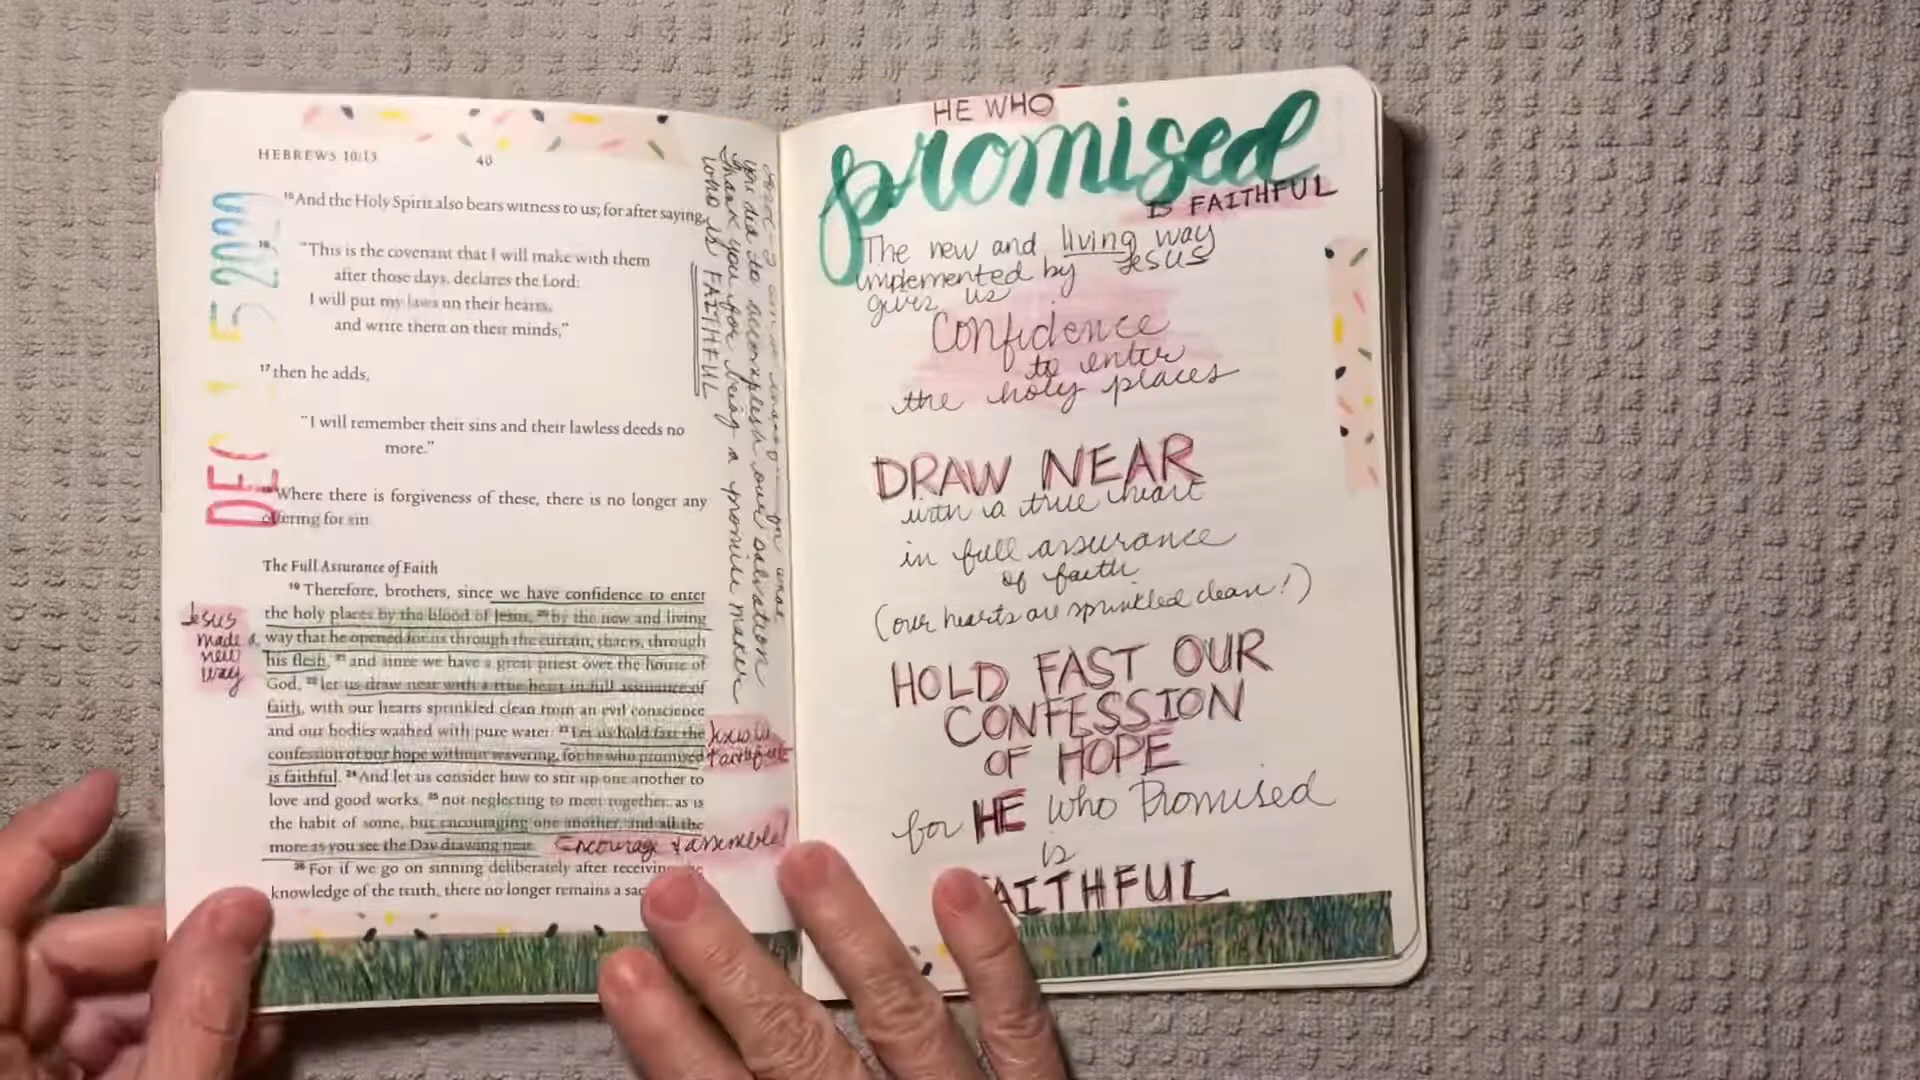 HEBREWS 10:15
40
15 And the Holy Spirit also bears witness to us; for after saying,
16 "This is the covenant that I will make with them
after those days, declares the Lord:
I will put my laws on their hearts,
and write them on their minds,"
17 then he adds,
"I will remember their sins and their lawless deeds no
more."
Where there is forgiveness of these, there is no longer any
offering for sin
The Full Assurance of Faith
19 Therefore, brothers, since we have confidence to enter
the holy places by the blood of Jesus, 20 by the new and living
way that he opened for us through the curtain, that is, through
his flesh, 21 and since we have a great priest over the house of
God, 22 let us draw near with a true heart in full assurance of
faith, with our hearts sprinkled clean from an evil conscience
and our bodies washed with pure water. 23 Let us hold fast the
confession of our hope without wavering, for he who promised
is faithful. 24 And let us consider how to stir up one another to
love and good works, 25 not neglecting to meet together, as is
the habit of some, but encouraging one another, and all the
more as you see the Day drawing near.
26 For if we go on sinning deliberately after receiving
knowledge of the truth, there no longer remains a sac
DEC 15 2020
Jesus
made a
new
way
you did to accomplish our salvation
Thank you for being a promise maker
who is FAITHFUL
Jesus is
faithful
Encourage & assemble!
HE WHO
promised
IS FAITHFUL
The new and living way
implemented by Jesus
gives us
Confidence
to enter
the holy places
DRAW NEAR
with a true heart
in full assurance
of faith
(our hearts are sprinkled clean!)
HOLD FAST OUR
CONFESSION
OF HOPE
for HE who Promised
is
FAITHFUL